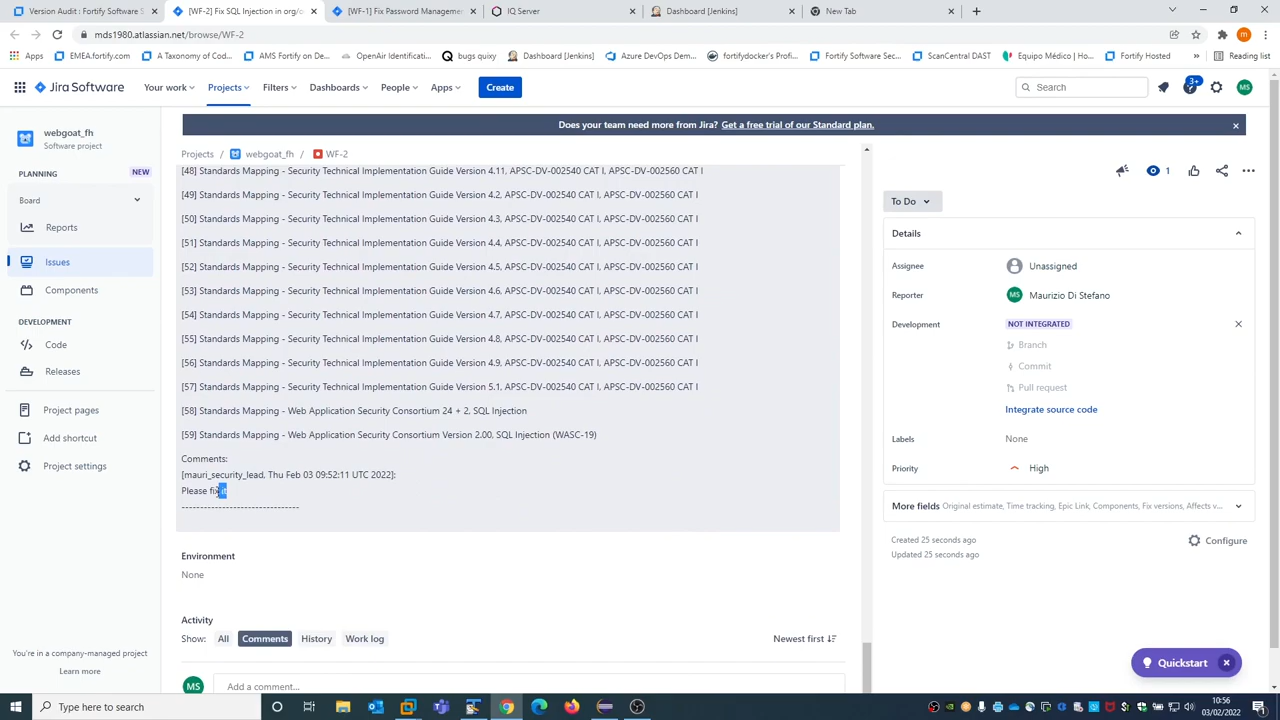 Version Audit : Fortify Software S
[WF-2] Fix SQL Injection in org/o
[WF-1] Fix Password Managemen
IQ Server
Dashboard [Jenkins]
New Tab
mds1980.atlassian.net/browse/WF-2
Apps
EMEA.fortify.com
A Taxonomy of Cod...
AMS Fortify on Dem...
OpenAir Identificati...
bugs quixy
Dashboard [Jenkins]
Azure DevOps Dem...
fortifydocker's Profi...
Fortify Software Sec...
ScanCentral DAST
Equipo Médico | Ho...
Fortify Hosted
Reading list
Jira Software
Your work
Projects
Filters
Dashboards
People
Apps
Create
Search
3+
MS
webgoat_fh
Software project
PLANNING
NEW
Board
Reports
Issues
Components
DEVELOPMENT
Code
Releases
Project pages
Add shortcut
Project settings
You're in a company-managed project
Learn more
Does your team need more from Jira? Get a free trial of our Standard plan.
Projects / webgoat_fh / WF-2
[48] Standards Mapping - Security Technical Implementation Guide Version 4.11, APSC-DV-002540 CAT I, APSC-DV-002560 CAT I
[49] Standards Mapping - Security Technical Implementation Guide Version 4.2, APSC-DV-002540 CAT I, APSC-DV-002560 CAT I
[50] Standards Mapping - Security Technical Implementation Guide Version 4.3, APSC-DV-002540 CAT I, APSC-DV-002560 CAT I
[51] Standards Mapping - Security Technical Implementation Guide Version 4.4, APSC-DV-002540 CAT I, APSC-DV-002560 CAT I
[52] Standards Mapping - Security Technical Implementation Guide Version 4.5, APSC-DV-002540 CAT I, APSC-DV-002560 CAT I
[53] Standards Mapping - Security Technical Implementation Guide Version 4.6, APSC-DV-002540 CAT I, APSC-DV-002560 CAT I
[54] Standards Mapping - Security Technical Implementation Guide Version 4.7, APSC-DV-002540 CAT I, APSC-DV-002560 CAT I
[55] Standards Mapping - Security Technical Implementation Guide Version 4.8, APSC-DV-002540 CAT I, APSC-DV-002560 CAT I
[56] Standards Mapping - Security Technical Implementation Guide Version 4.9, APSC-DV-002540 CAT I, APSC-DV-002560 CAT I
[57] Standards Mapping - Security Technical Implementation Guide Version 5.1, APSC-DV-002540 CAT I, APSC-DV-002560 CAT I
[58] Standards Mapping - Web Application Security Consortium 24 + 2, SQL Injection
[59] Standards Mapping - Web Application Security Consortium Version 2.00, SQL Injection (WASC-19)
Comments:
[mauri_security_lead, Thu Feb 03 09:52:11 UTC 2022]:
Please fix
--------------------------------
Environment
None
Activity
Show: All Comments History Work log
Newest first
MS
Add a comment...
1
To Do
Details
Assignee
Unassigned
Reporter
MS
Maurizio Di Stefano
Development
NOT INTEGRATED
Branch
Commit
Pull request
Integrate source code
Labels
None
Priority
High
More fields Original estimate, Time tracking, Epic Link, Components, Fix versions, Affects v...
Created 25 seconds ago
Updated 25 seconds ago
Configure
Quickstart
Type here to search
10:56
03/02/2022